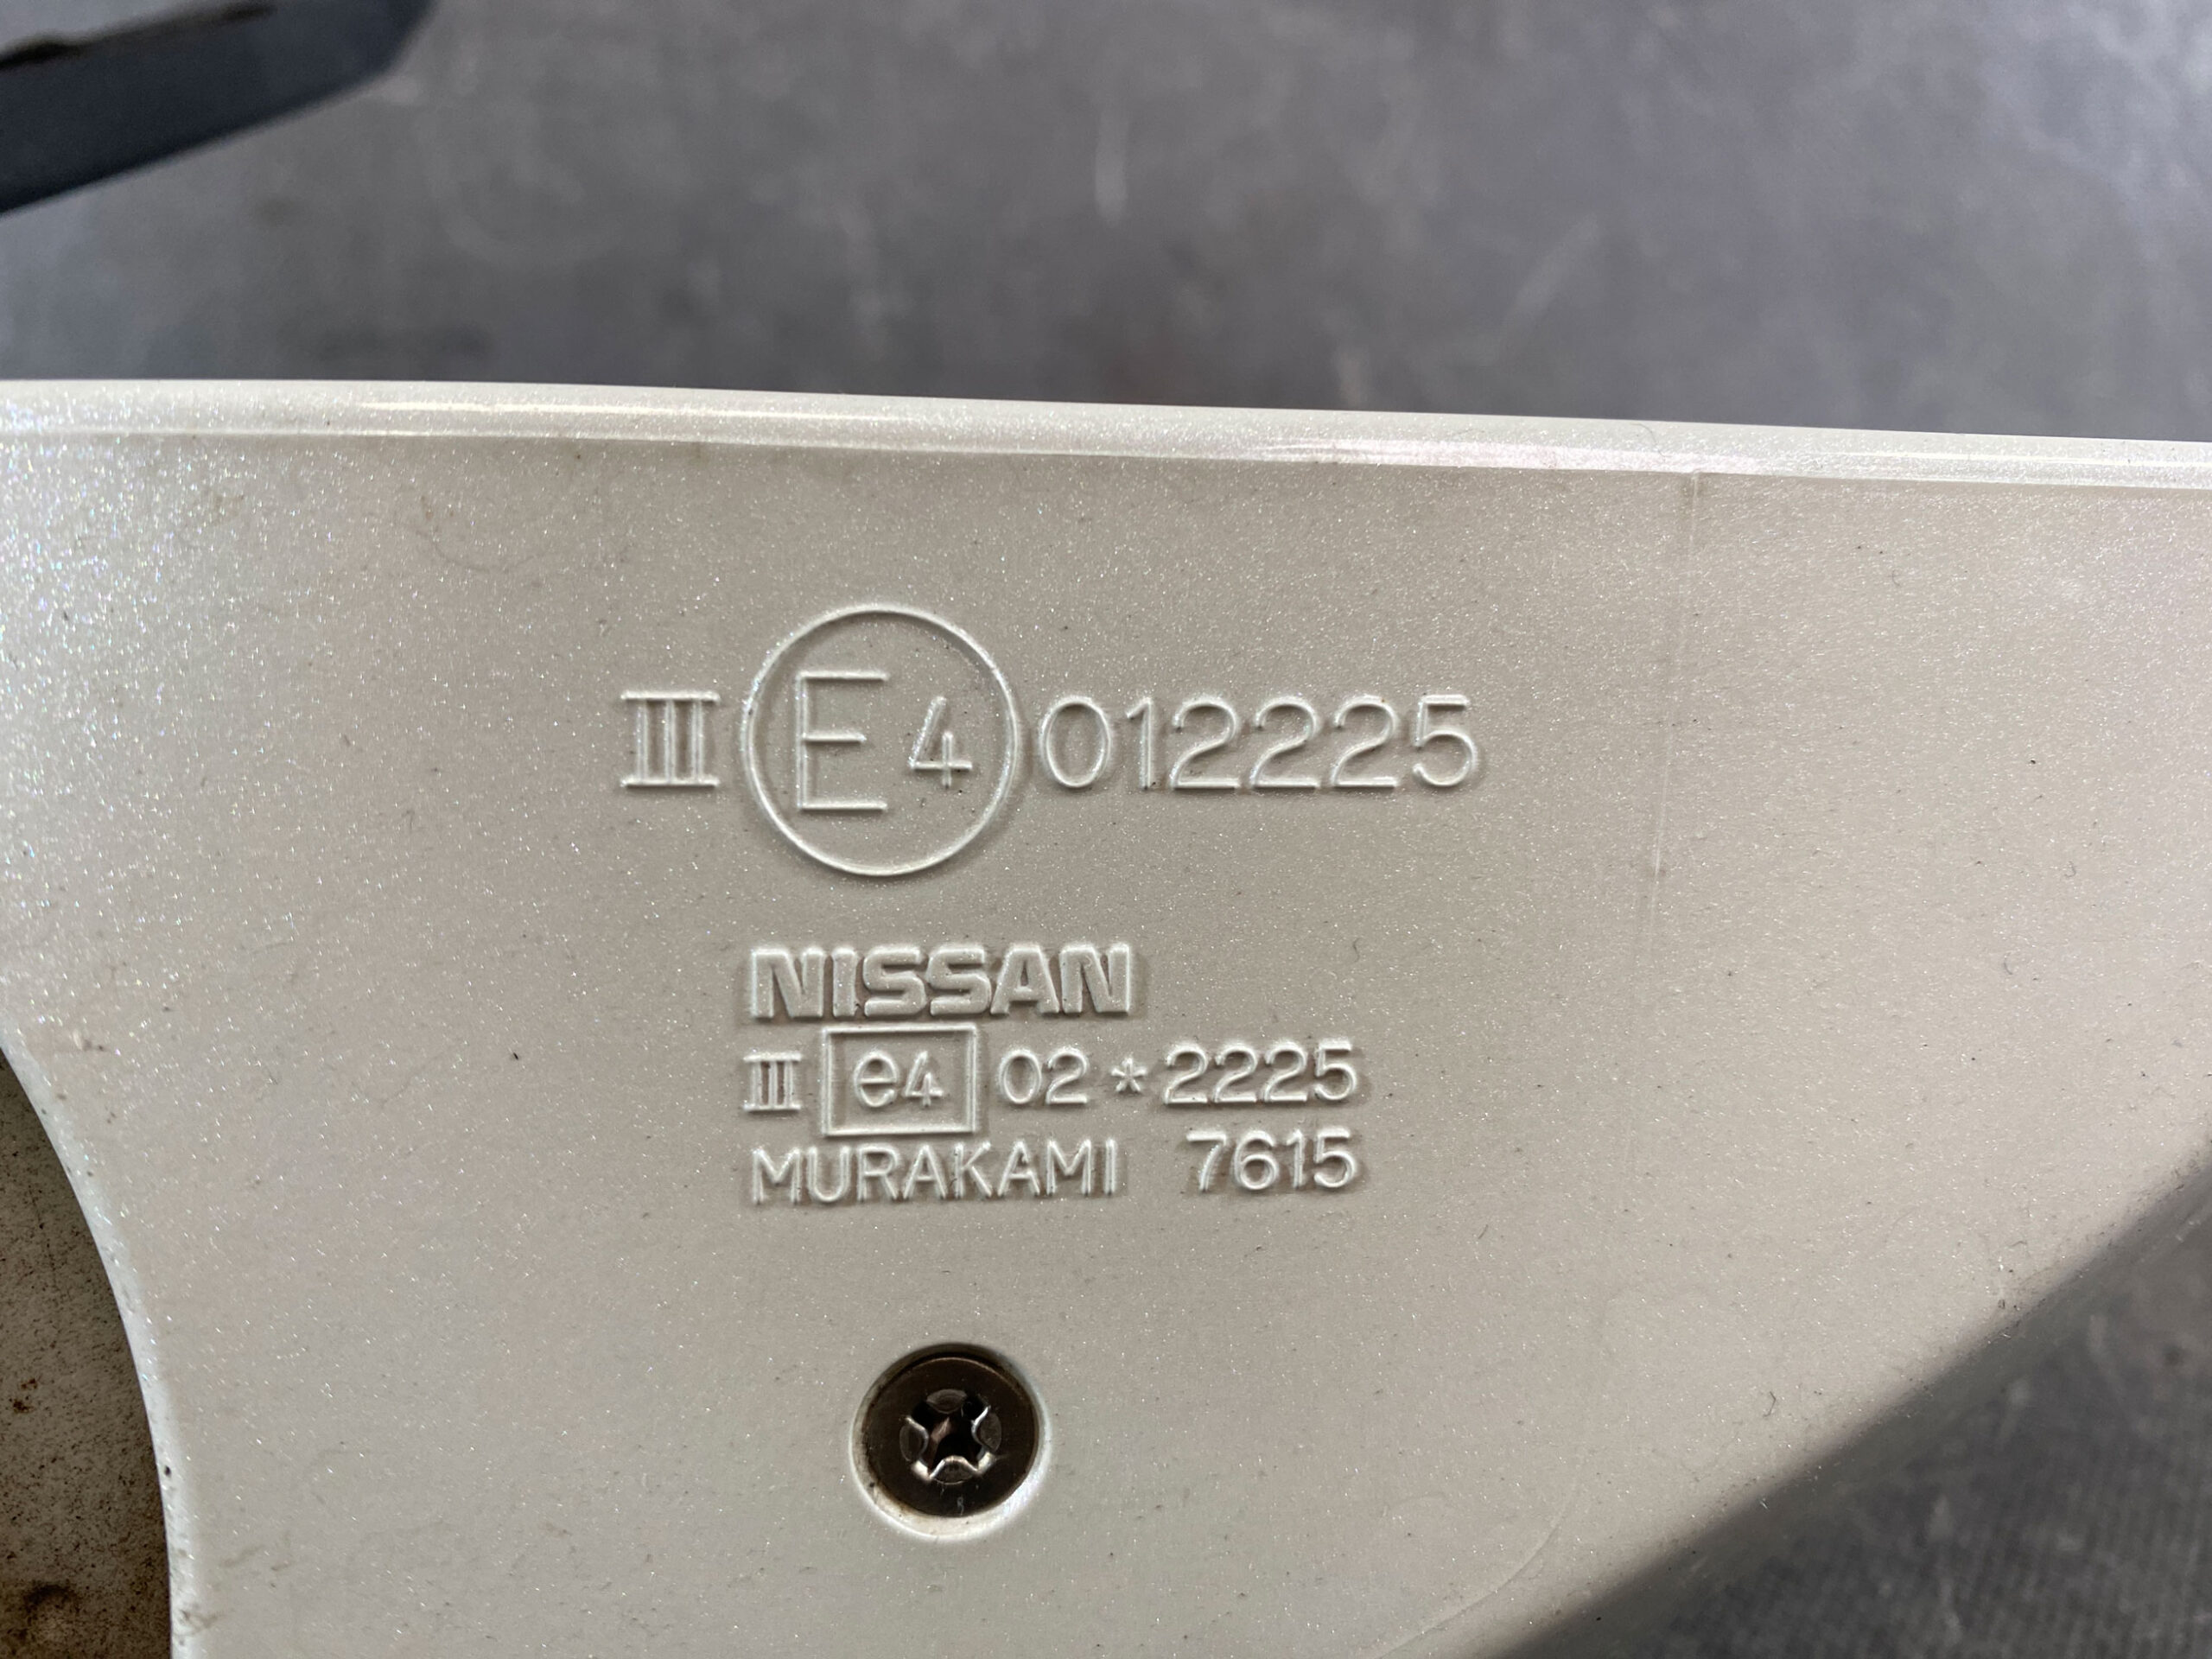 III E4 012225
NISSAN
III e4 02*2225
MURAKAMI 7615